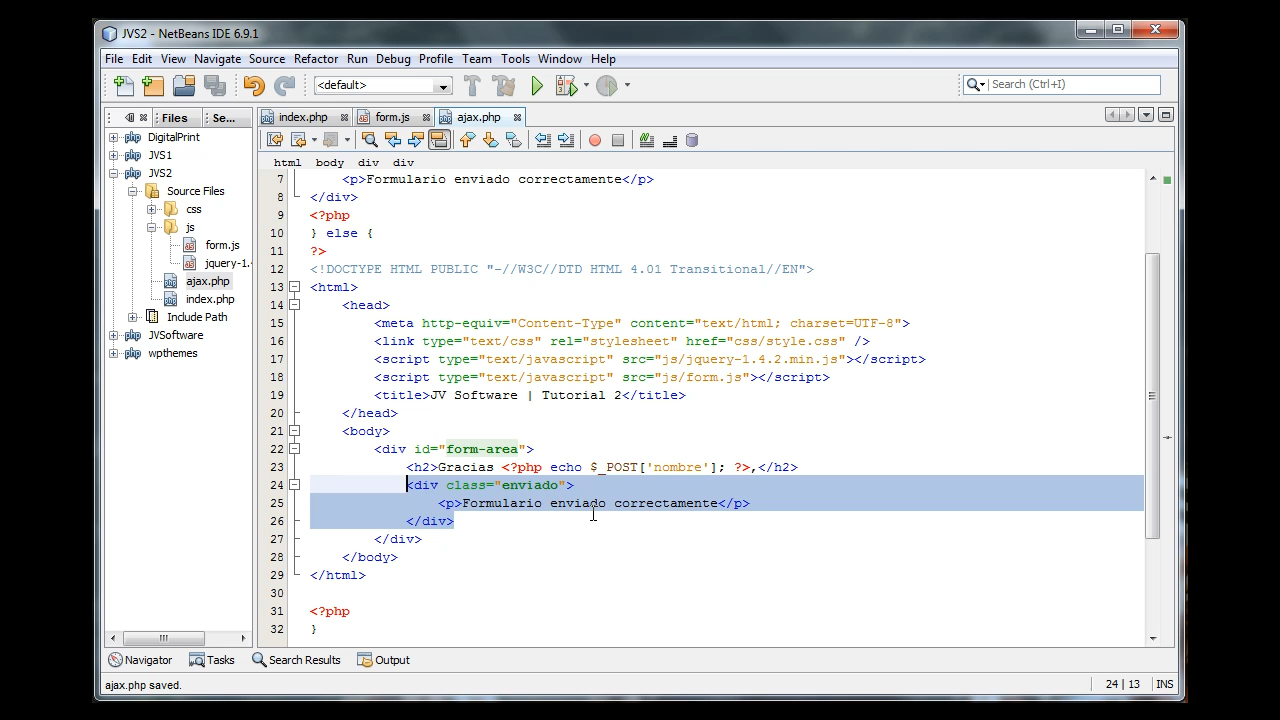 JVS2 - NetBeans IDE 6.9.1
File Edit View Navigate Source Refactor Run Debug Profile Team Tools Window Help
<default> Search (Ctrl+I)
Files Se... index.php form.js ajax.php
DigitalPrint
JVS1
JVS2
Source Files
css
js
form.js
jquery-1.
ajax.php
index.php
Include Path
JVSoftware
wpthemes
html body div div
7 <p>Formulario enviado correctamente</p>
8 </div>
9 <?php
10 } else {
11 ?>
12 <!DOCTYPE HTML PUBLIC "-//W3C//DTD HTML 4.01 Transitional//EN">
13 <html>
14 <head>
15 <meta http-equiv="Content-Type" content="text/html; charset=UTF-8">
16 <link type="text/css" rel="stylesheet" href="css/style.css" />
17 <script type="text/javascript" src="js/jquery-1.4.2.min.js"></script>
18 <script type="text/javascript" src="js/form.js"></script>
19 <title>JV Software | Tutorial 2</title>
20 </head>
21 <body>
22 <div id="form-area">
23 <h2>Gracias <?php echo $_POST['nombre']; ?>,</h2>
24 <div class="enviado">
25 <p>Formulario enviado correctamente</p>
26 </div>
27 </div>
28 </body>
29 </html>
30
31 <?php
32 }
Navigator Tasks Search Results Output
ajax.php saved. 24 | 13 INS